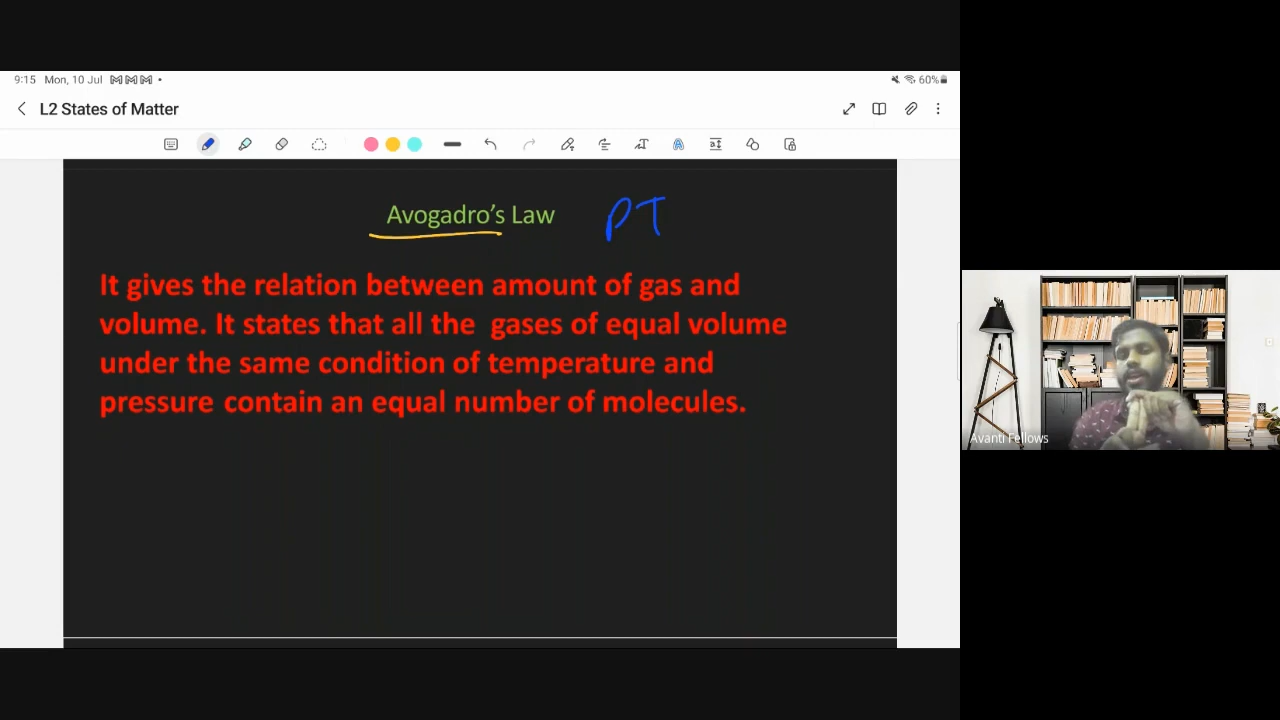 9:15 Mon, 10 Jul
60%
L2 States of Matter
Avogadro's Law PT
It gives the relation between amount of gas and
volume. It states that all the gases of equal volume
under the same condition of temperature and
pressure contain an equal number of molecules.
Avanti Fellows